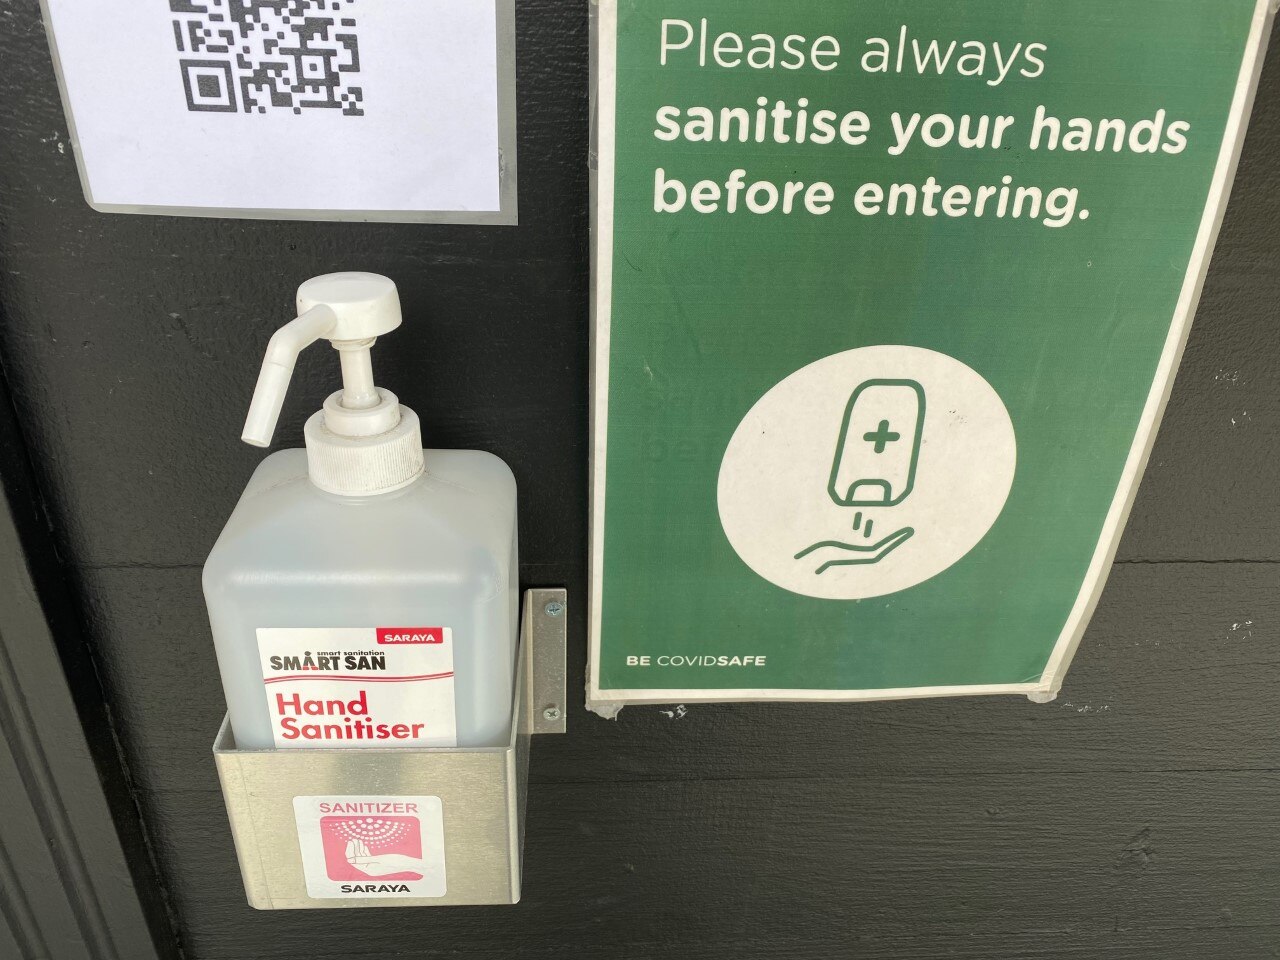 Please always
sanitise your hands
before entering.
BE COVIDSAFE
SARAYA
smart sanitation
SMART SAN
Hand
Sanitiser
SANITIZER
SARAYA